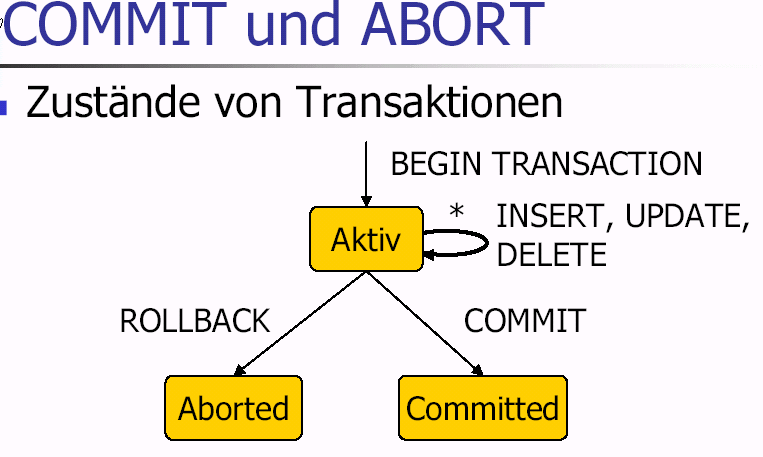 COMMIT und ABORT
Zustände von Transaktionen
BEGIN TRANSACTION
* INSERT, UPDATE,
Aktiv
DELETE
ROLLBACK
COMMIT
Aborted
Committed